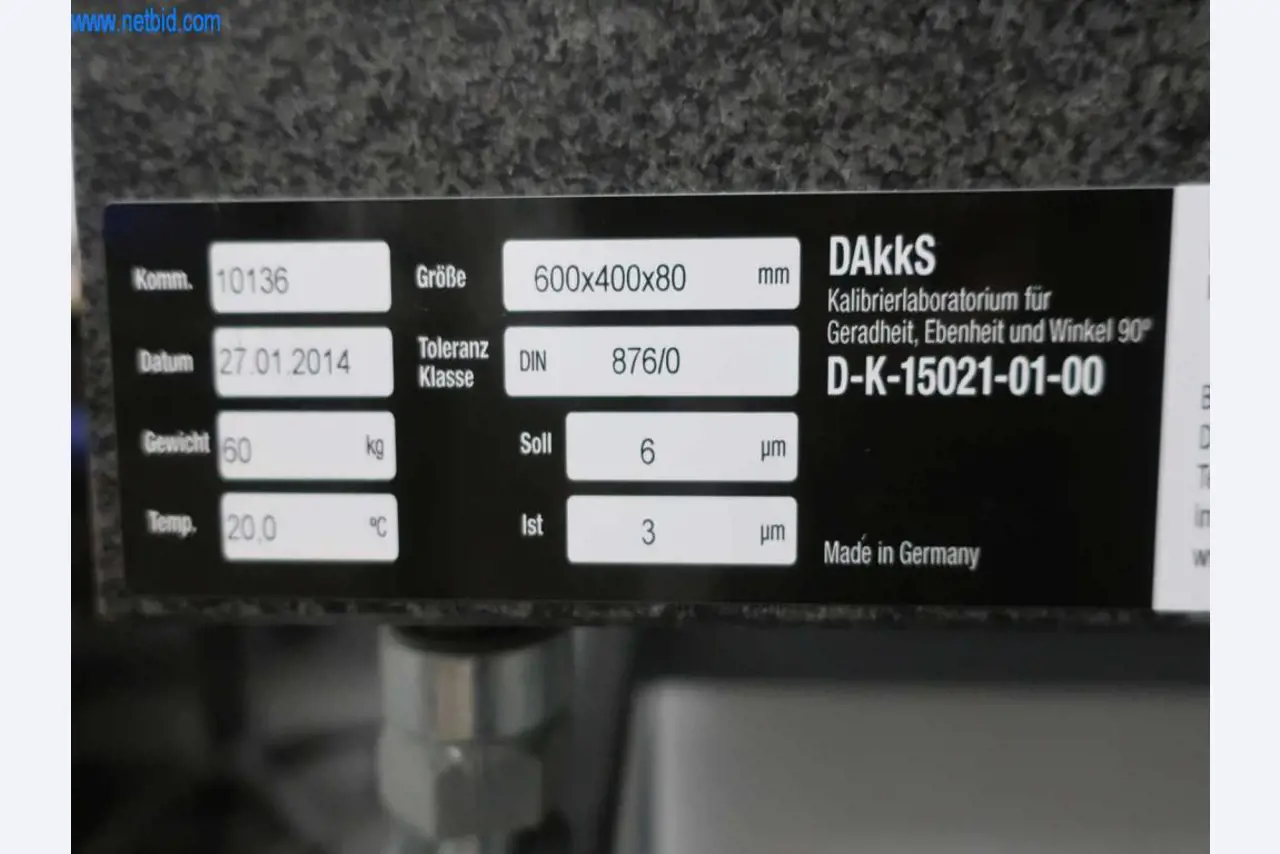 www.netbid.com
Komm. 10136
Größe 600x400x80 mm
Datum 27.01.2014
Toleranz Klasse DIN 876/0
Gewicht 60 kg
Soll 6 µm
Temp. 20,0 °C
Ist 3 µm
DAkkS
Kalibrierlaboratorium für
Geradheit, Ebenheit und Winkel 90°
D-K-15021-01-00
Made in Germany